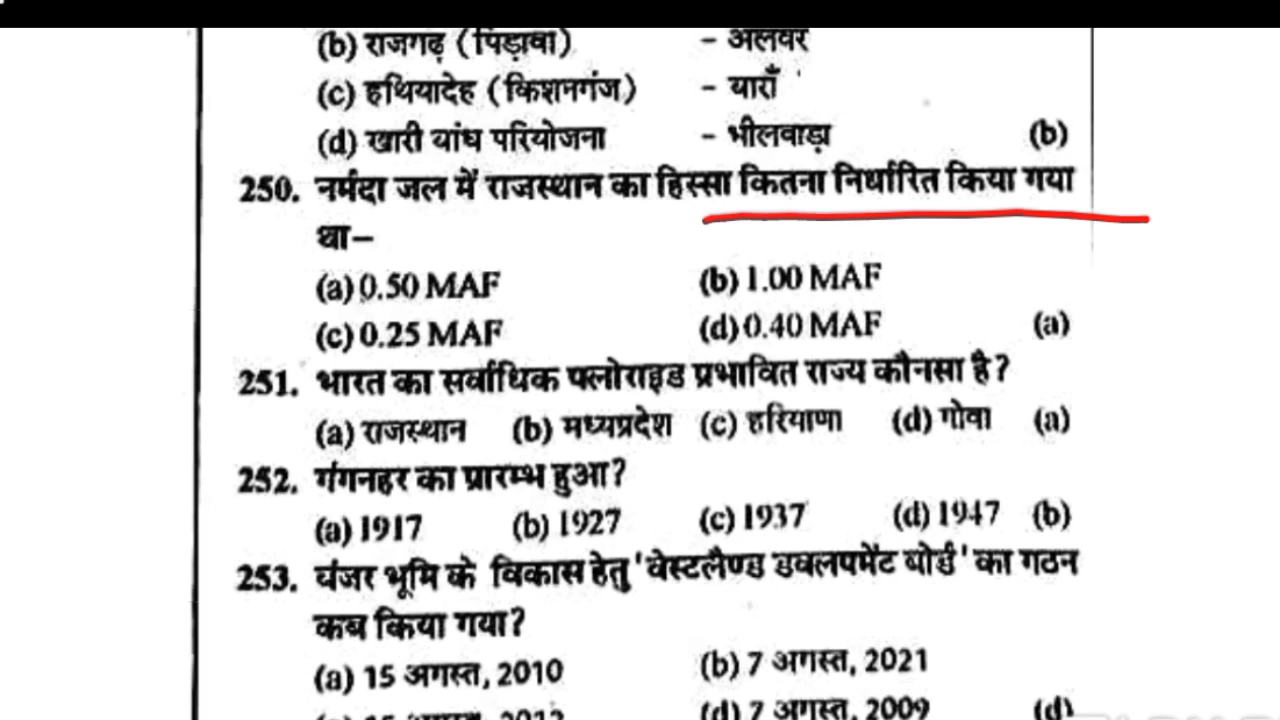 (b) राजगढ़ (पिड़ावा) - अलवर
(c) हथियादेह (किशनगंज) - बाराँ
(d) खारी बांध परियोजना - भीलवाड़ा (b)
250. नर्मदा जल में राजस्थान का हिस्सा कितना निर्धारित किया गया
था–
(a) 0.50 MAF (b) 1.00 MAF
(c) 0.25 MAF (d) 0.40 MAF (a)
251. भारत का सर्वाधिक फ्लोराइड प्रभावित राज्य कौनसा है?
(a) राजस्थान (b) मध्यप्रदेश (c) हरियाणा (d) गोवा (a)
252. गंगनहर का प्रारम्भ हुआ?
(a) 1917 (b) 1927 (c) 1937 (d) 1947 (b)
253. बंजर भूमि के विकास हेतु 'वेस्टलैण्ड डवलपमेंट बोर्ड' का गठन
कब किया गया?
(a) 15 अगस्त, 2010 (b) 7 अगस्त, 2021
(d) 7 अगस्त, 2009 (d)